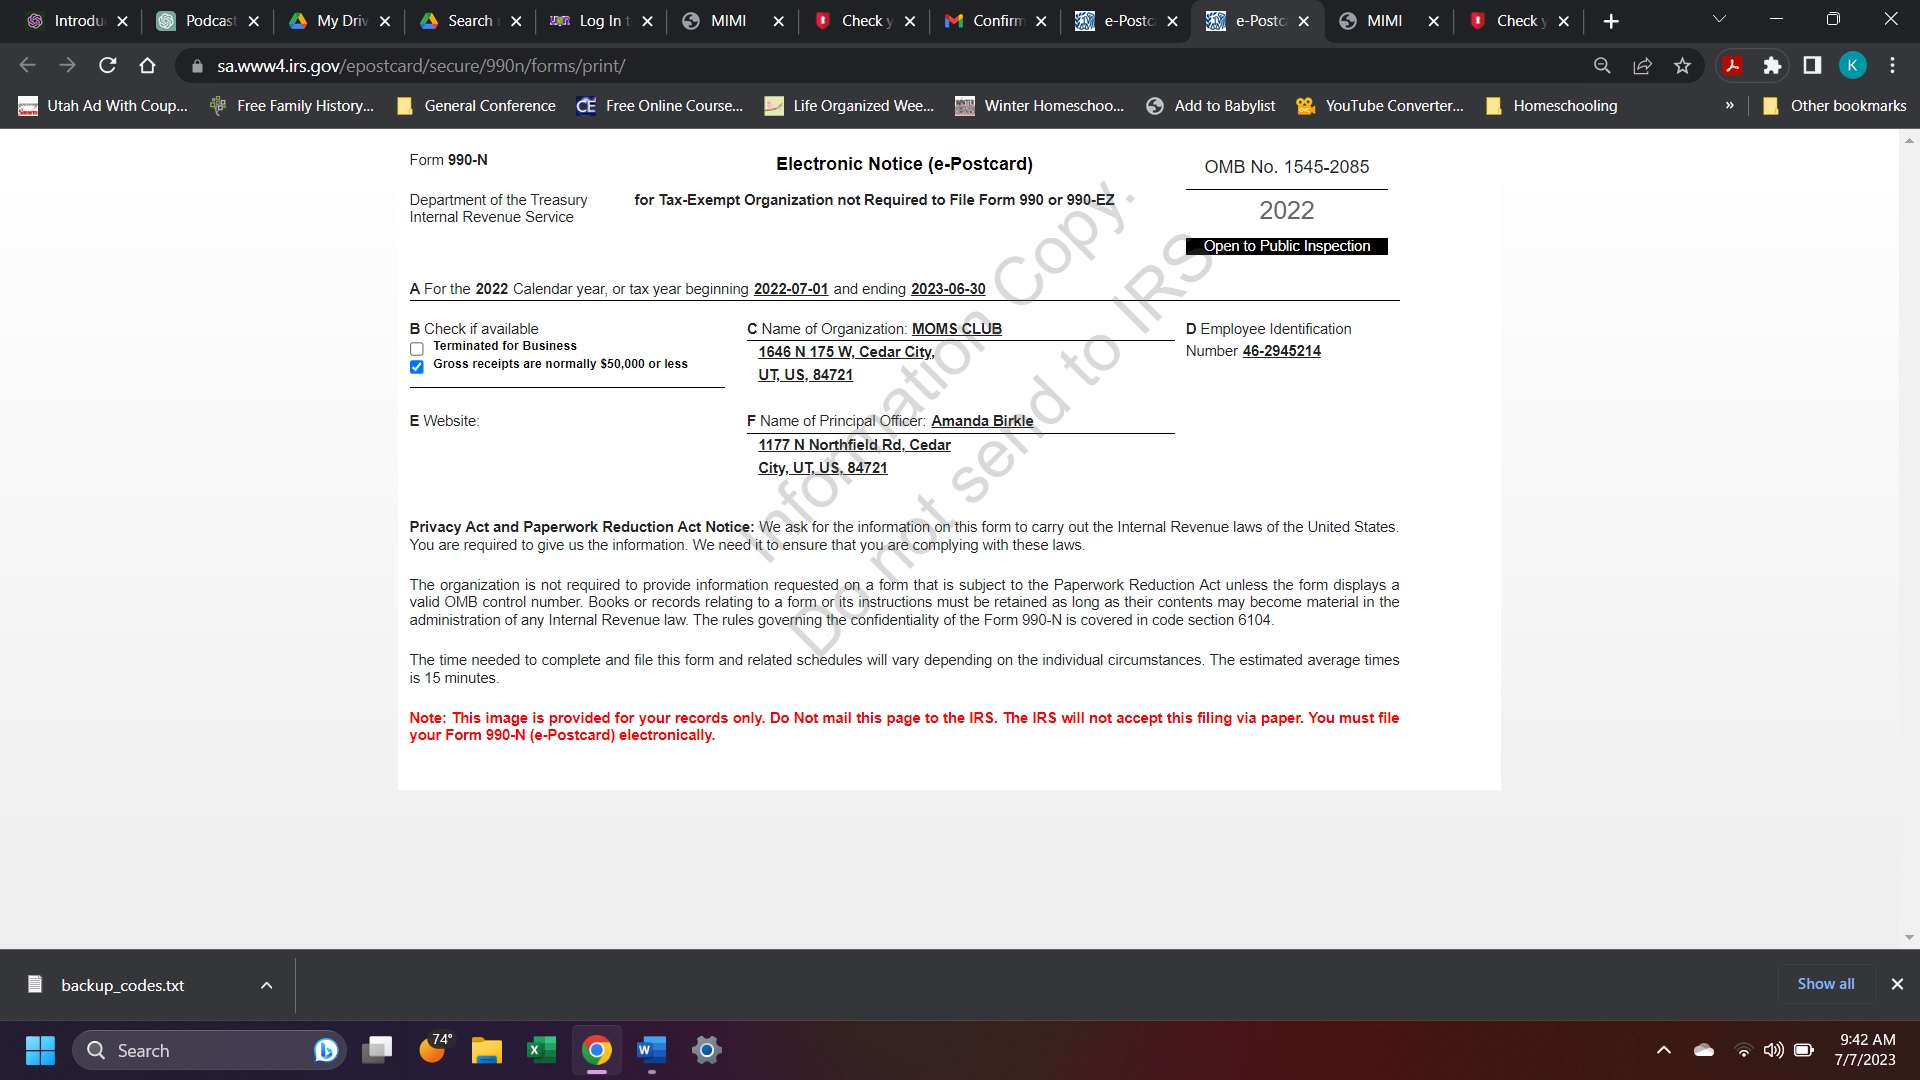 Introdu
Podcast
My Driv
Search
Log In t
MIMI
Check y
Confirm
e-Postc
e-Postc
MIMI
Check y
sa.www4.irs.gov/epostcard/secure/990n/forms/print/
K
Utah Ad With Coup...
Free Family History...
General Conference
CE Free Online Course...
Life Organized Wee...
Winter Homeschoo...
Add to Babylist
YouTube Converter...
Homeschooling
»
Other bookmarks
Form 990-N
Electronic Notice (e-Postcard)
OMB No. 1545-2085
Department of the Treasury
Internal Revenue Service
for Tax-Exempt Organization not Required to File Form 990 or 990-EZ
2022
Open to Public Inspection
A For the 2022 Calendar year, or tax year beginning 2022-07-01 and ending 2023-06-30
B Check if available
Terminated for Business
Gross receipts are normally $50,000 or less
C Name of Organization: MOMS CLUB
1646 N 175 W, Cedar City,
UT, US, 84721
D Employee Identification
Number 46-2945214
E Website:
F Name of Principal Officer: Amanda Birkle
1177 N Northfield Rd, Cedar
City, UT, US, 84721
Information Copy.
Do not send to IRS
Privacy Act and Paperwork Reduction Act Notice: We ask for the information on this form to carry out the Internal Revenue laws of the United States.
You are required to give us the information. We need it to ensure that you are complying with these laws.
The organization is not required to provide information requested on a form that is subject to the Paperwork Reduction Act unless the form displays a
valid OMB control number. Books or records relating to a form or its instructions must be retained as long as their contents may become material in the
administration of any Internal Revenue law. The rules governing the confidentiality of the Form 990-N is covered in code section 6104.
The time needed to complete and file this form and related schedules will vary depending on the individual circumstances. The estimated average times
is 15 minutes.
Note: This image is provided for your records only. Do Not mail this page to the IRS. The IRS will not accept this filing via paper. You must file
your Form 990-N (e-Postcard) electronically.
backup_codes.txt
Show all
Search
74°
9:42 AM
7/7/2023